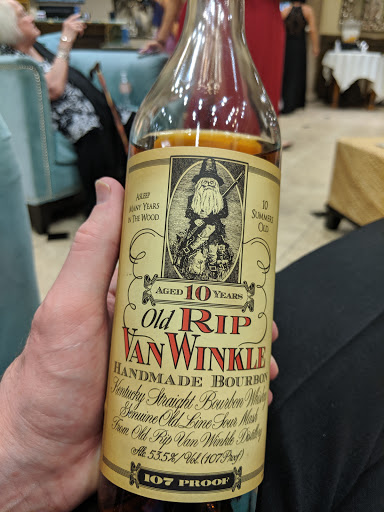 ASLEEP
MANY YEARS
IN THE WOOD
10
SUMMERS
OLD
AGED 10 YEARS
Old RIP
VAN WINKLE
HANDMADE BOURBON
Kentucky Straight Bourbon Whiskey
Genuine Old Line Sour Mash
From Old Rip Van Winkle Distillery
Alc. 53.5% / Vol. (107 Proof)
107 PROOF